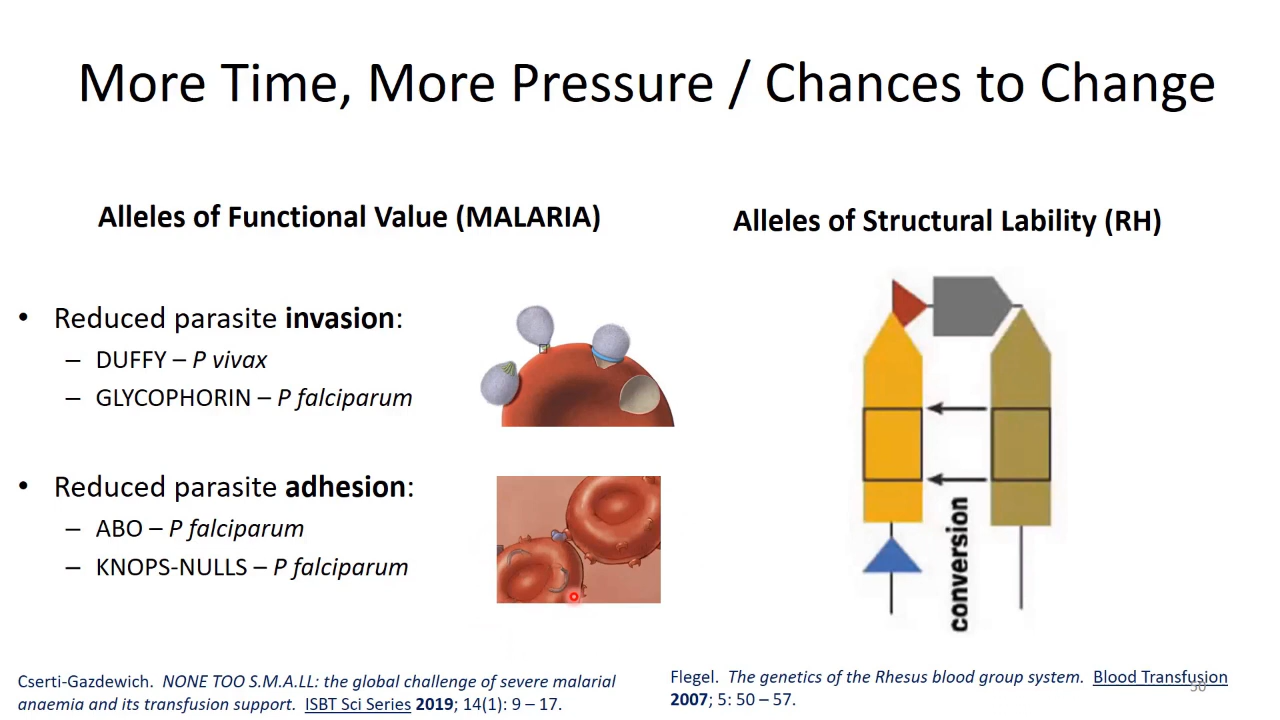 More Time, More Pressure / Chances to Change
Alleles of Functional Value (MALARIA)
• Reduced parasite invasion:
– DUFFY – P vivax
– GLYCOPHORIN – P falciparum
• Reduced parasite adhesion:
– ABO – P falciparum
– KNOPS-NULLS – P falciparum
Cserti-Gazdewich. NONE TOO S.M.A.LL: the global challenge of severe malarial
anaemia and its transfusion support. ISBT Sci Series 2019; 14(1): 9 – 17.
Alleles of Structural Lability (RH)
conversion
Flegel. The genetics of the Rhesus blood group system. Blood Transfusion
2007; 5: 50 – 57.
50